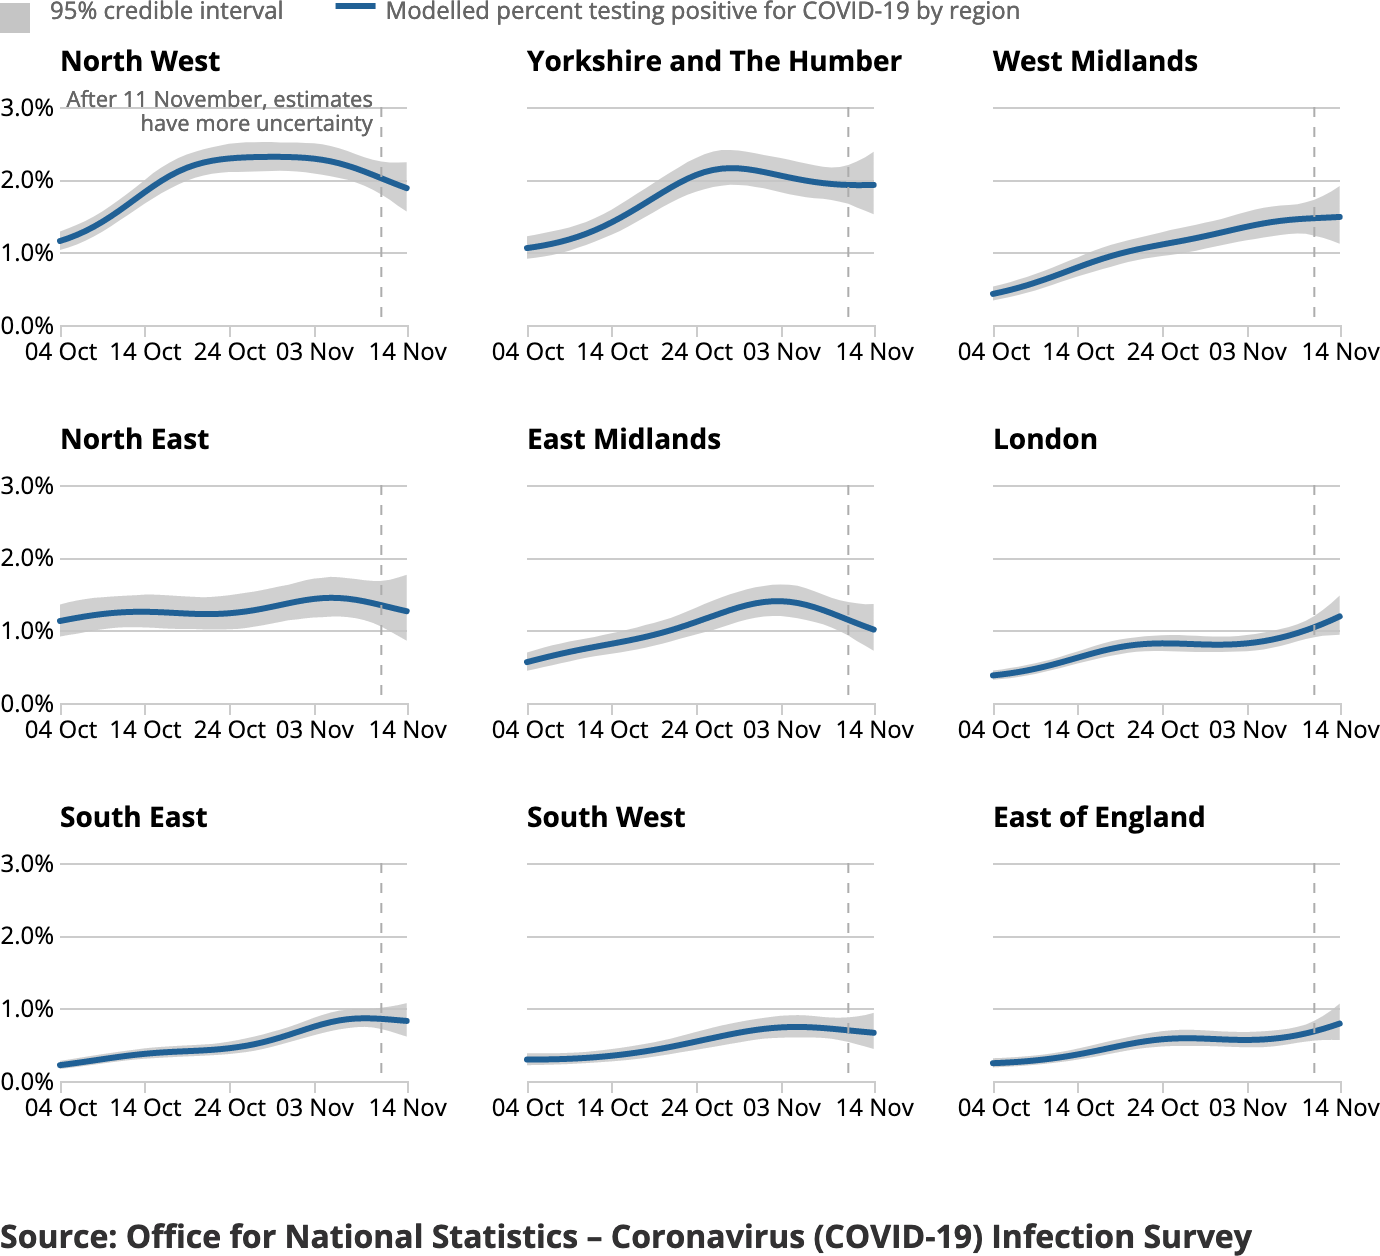 95% credible interval
Modelled percent testing positive for COVID-19 by region
North West
Yorkshire and The Humber
West Midlands
After 11 November, estimates
have more uncertainty
3.0%
2.0%
1.0%
0.0%
04 Oct 14 Oct 24 Oct 03 Nov 14 Nov
04 Oct 14 Oct 24 Oct 03 Nov 14 Nov
04 Oct 14 Oct 24 Oct 03 Nov 14 Nov
North East
East Midlands
London
3.0%
2.0%
1.0%
0.0%
04 Oct 14 Oct 24 Oct 03 Nov 14 Nov
04 Oct 14 Oct 24 Oct 03 Nov 14 Nov
04 Oct 14 Oct 24 Oct 03 Nov 14 Nov
South East
South West
East of England
3.0%
2.0%
1.0%
0.0%
04 Oct 14 Oct 24 Oct 03 Nov 14 Nov
04 Oct 14 Oct 24 Oct 03 Nov 14 Nov
04 Oct 14 Oct 24 Oct 03 Nov 14 Nov
Source: Office for National Statistics – Coronavirus (COVID-19) Infection Survey